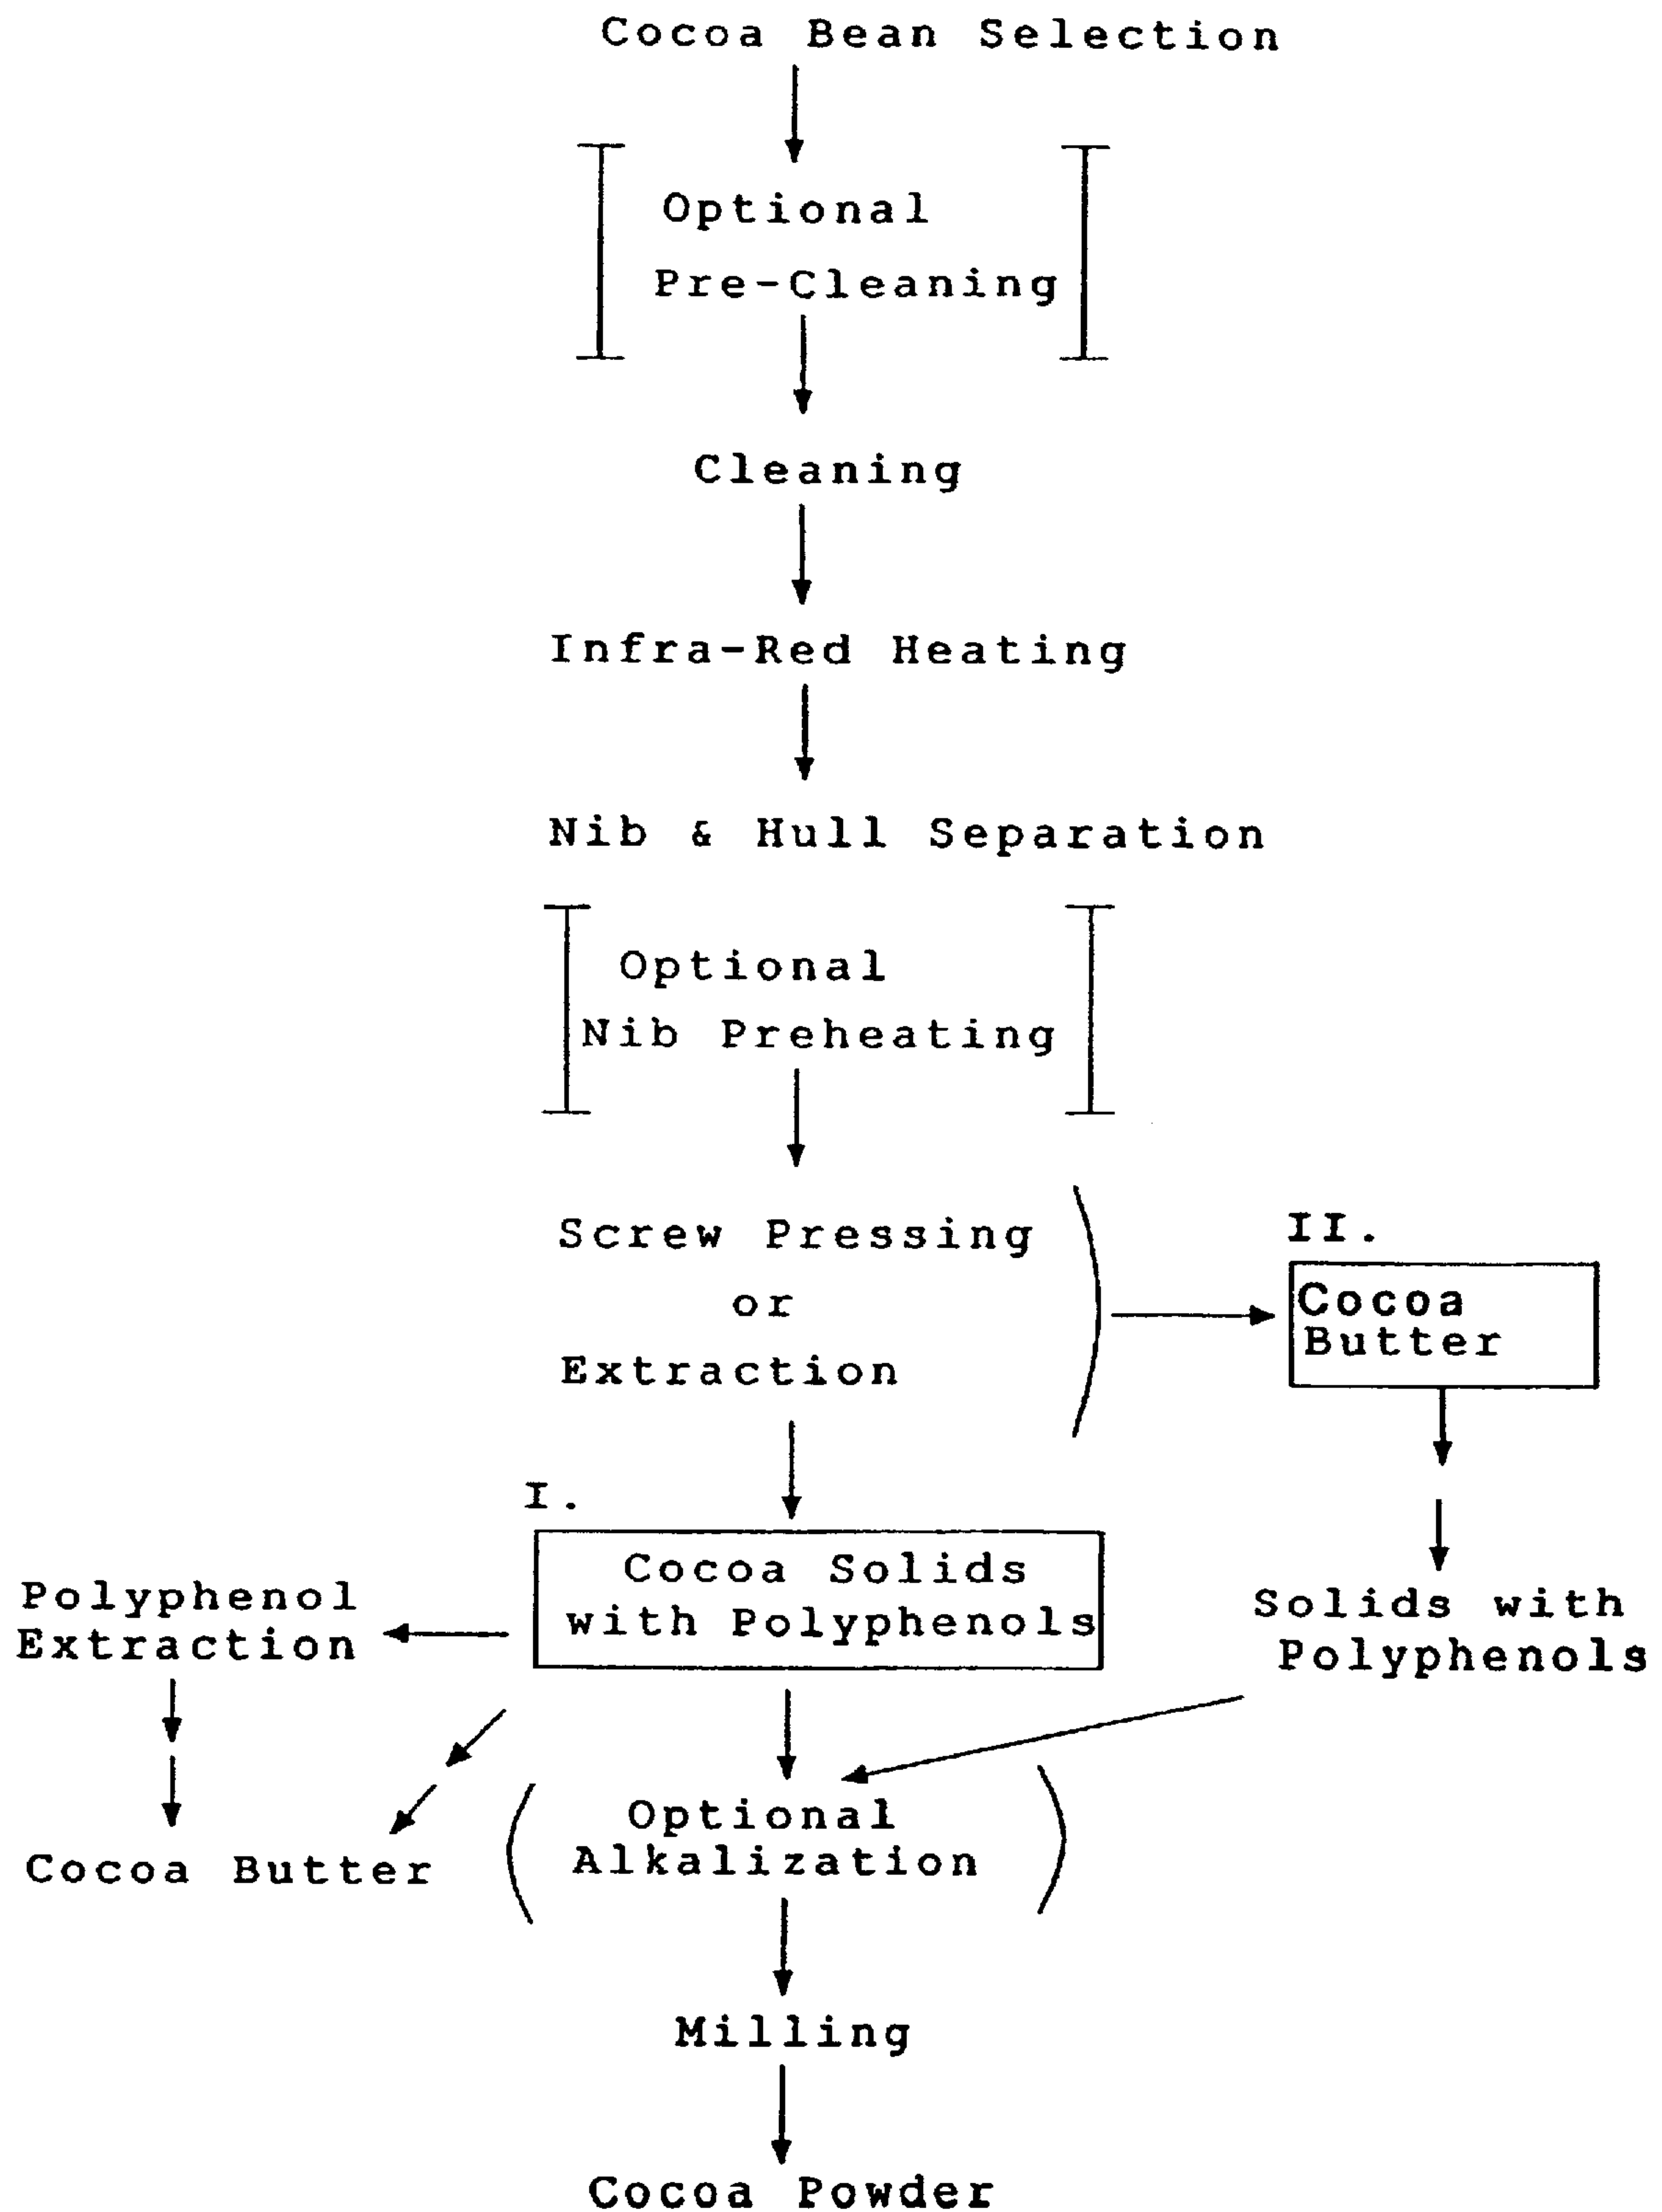 Cocoa Bean Selection
Optional
Pre-Cleaning
Cleaning
Infra-Red Heating
Nib & Hull Separation
Optional
Nib Preheating
Screw Pressing
or
Extraction
II.
Cocoa
Butter
I.
Cocoa Solids
with Polyphenols
Polyphenol
Extraction
Solids with
Polyphenols
Cocoa Butter
Optional
Alkalization
Milling
Cocoa Powder